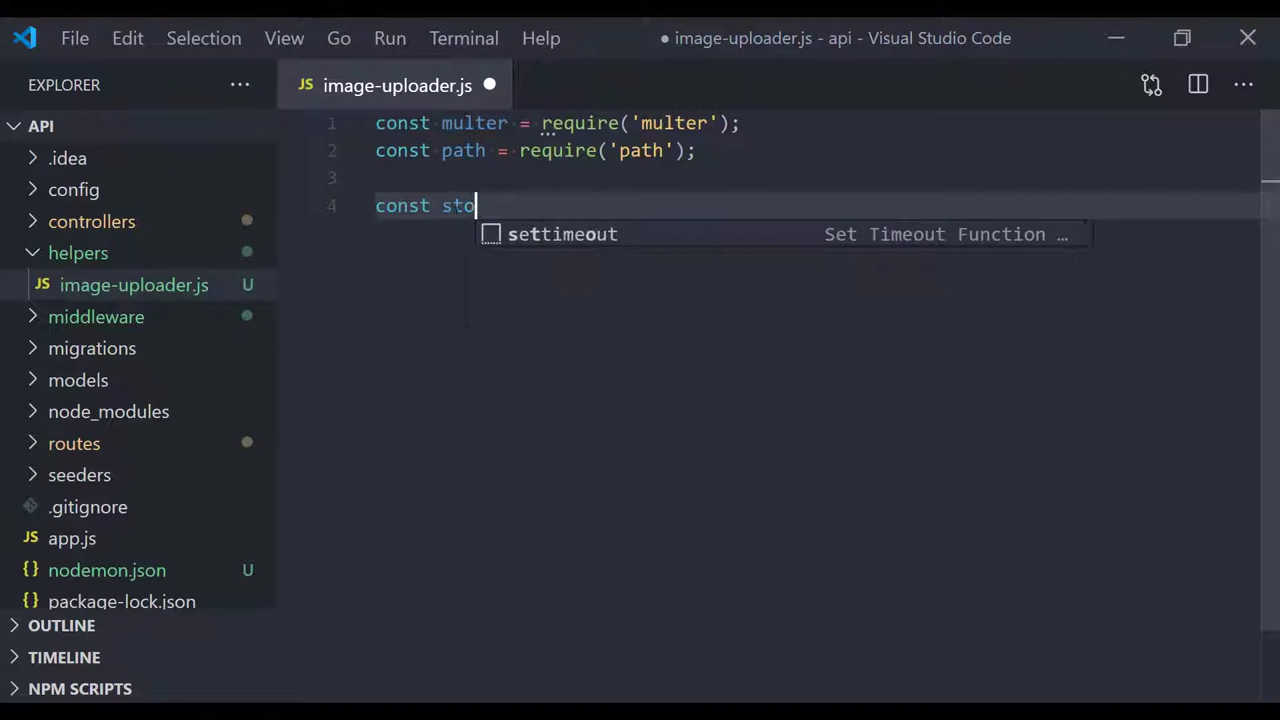 File Edit Selection View Go Run Terminal Help ● image-uploader.js - api - Visual Studio Code
EXPLORER ··· JS image-uploader.js ● ···
API
.idea
config
controllers
helpers
JS image-uploader.js U
middleware
migrations
models
node_modules
routes
seeders
.gitignore
JS app.js
{} nodemon.json U
{} package-lock.json
OUTLINE
TIMELINE
NPM SCRIPTS
1 const multer = require('multer');
2 const path = require('path');
3
4 const sto
settimeout Set Timeout Function …